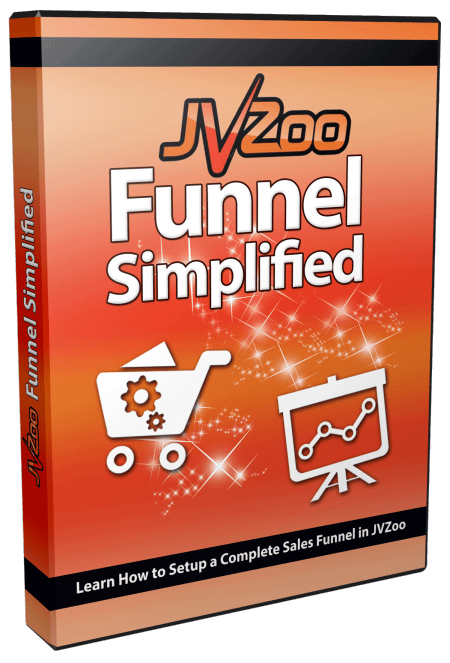 JVZoo
Funnel
Simplified
Learn How to Setup a Complete Sales Funnel in JVZoo
JVZoo Funnel Simplified